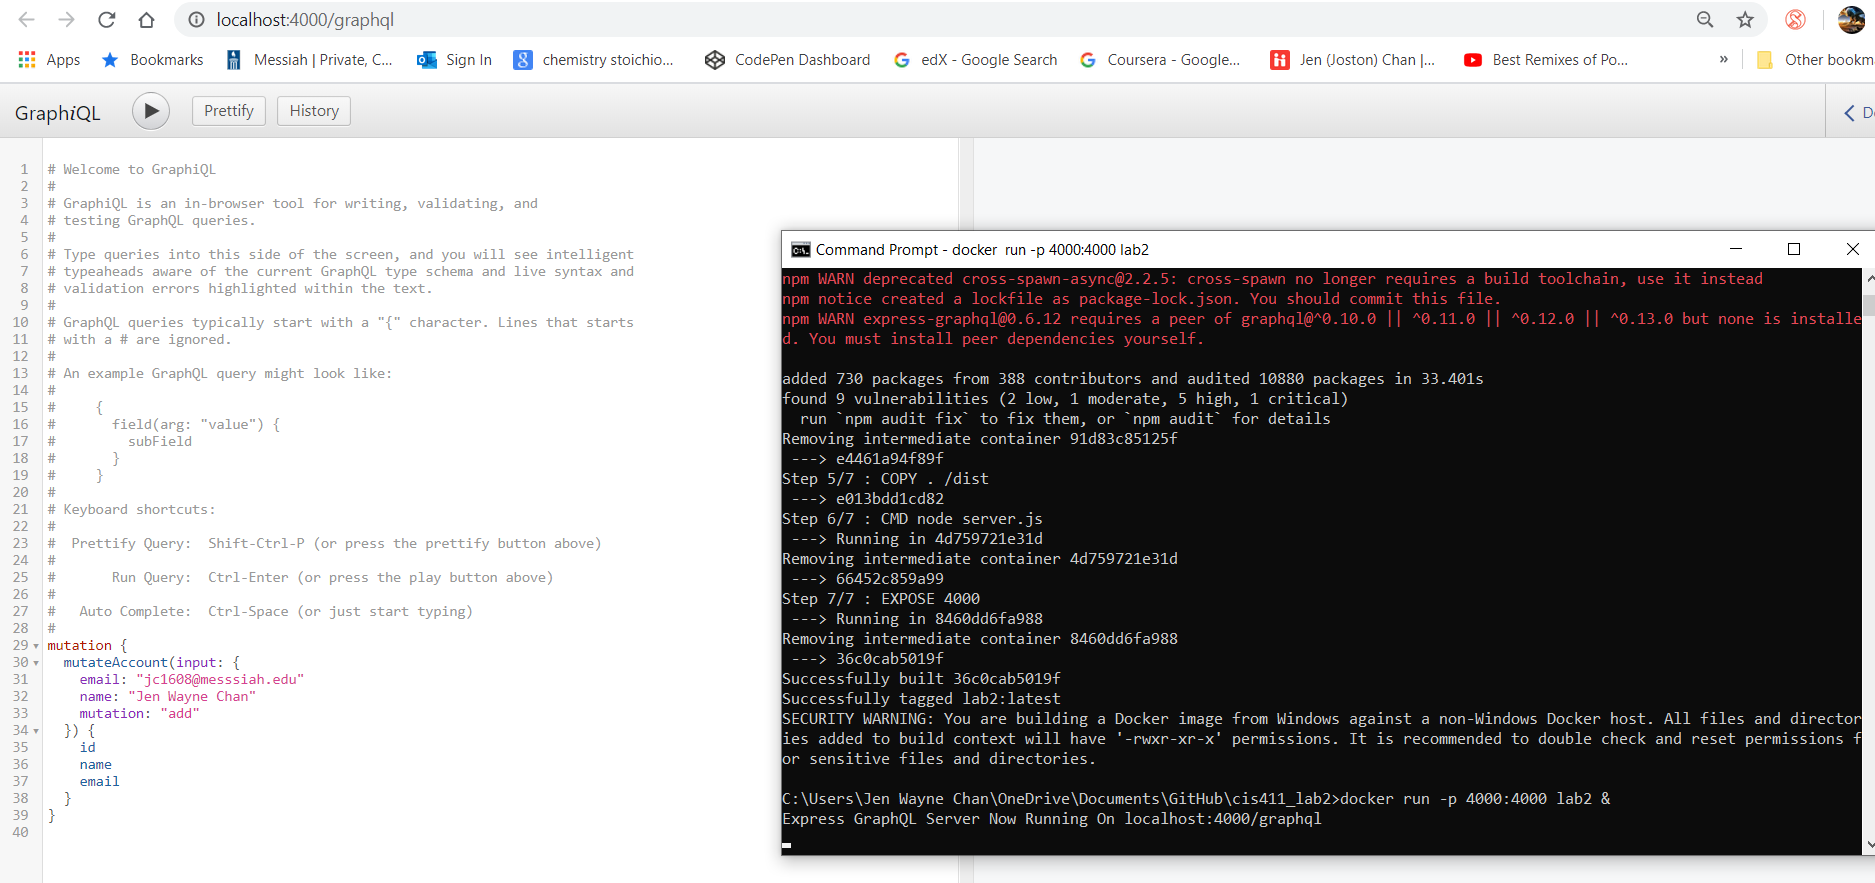 localhost:4000/graphql
Apps Bookmarks Messiah | Private, C... Sign In chemistry stoichio... CodePen Dashboard edX - Google Search Coursera - Google... Jen (Joston) Chan |... Best Remixes of Po... » Other bookm
GraphiQL Prettify History < D
1 # Welcome to GraphiQL
2 #
3 # GraphiQL is an in-browser tool for writing, validating, and
4 # testing GraphQL queries.
5 #
6 # Type queries into this side of the screen, and you will see intelligent
7 # typeaheads aware of the current GraphQL type schema and live syntax and
8 # validation errors highlighted within the text.
9 #
10 # GraphQL queries typically start with a "{" character. Lines that starts
11 # with a # are ignored.
12 #
13 # An example GraphQL query might look like:
14 #
15 #     {
16 #       field(arg: "value") {
17 #         subField
18 #       }
19 #     }
20 #
21 # Keyboard shortcuts:
22 #
23 #  Prettify Query:  Shift-Ctrl-P (or press the prettify button above)
24 #
25 #       Run Query:  Ctrl-Enter (or press the play button above)
26 #
27 #   Auto Complete:  Ctrl-Space (or just start typing)
28 #
29 mutation {
30   mutateAccount(input: {
31     email: "jc1608@messsiah.edu"
32     name: "Jen Wayne Chan"
33     mutation: "add"
34   }) {
35     id
36     name
37     email
38   }
39 }
40
Command Prompt - docker  run -p 4000:4000 lab2
npm WARN deprecated cross-spawn-async@2.2.5: cross-spawn no longer requires a build toolchain, use it instead
npm notice created a lockfile as package-lock.json. You should commit this file.
npm WARN express-graphql@0.6.12 requires a peer of graphql@^0.10.0 || ^0.11.0 || ^0.12.0 || ^0.13.0 but none is installe
d. You must install peer dependencies yourself.
added 730 packages from 388 contributors and audited 10880 packages in 33.401s
found 9 vulnerabilities (2 low, 1 moderate, 5 high, 1 critical)
  run `npm audit fix` to fix them, or `npm audit` for details
Removing intermediate container 91d83c85125f
 ---> e4461a94f89f
Step 5/7 : COPY . /dist
 ---> e013bdd1cd82
Step 6/7 : CMD node server.js
 ---> Running in 4d759721e31d
Removing intermediate container 4d759721e31d
 ---> 66452c859a99
Step 7/7 : EXPOSE 4000
 ---> Running in 8460dd6fa988
Removing intermediate container 8460dd6fa988
 ---> 36c0cab5019f
Successfully built 36c0cab5019f
Successfully tagged lab2:latest
SECURITY WARNING: You are building a Docker image from Windows against a non-Windows Docker host. All files and director
ies added to build context will have '-rwxr-xr-x' permissions. It is recommended to double check and reset permissions f
or sensitive files and directories.
C:\Users\Jen Wayne Chan\OneDrive\Documents\GitHub\cis411_lab2>docker run -p 4000:4000 lab2 &
Express GraphQL Server Now Running On localhost:4000/graphql